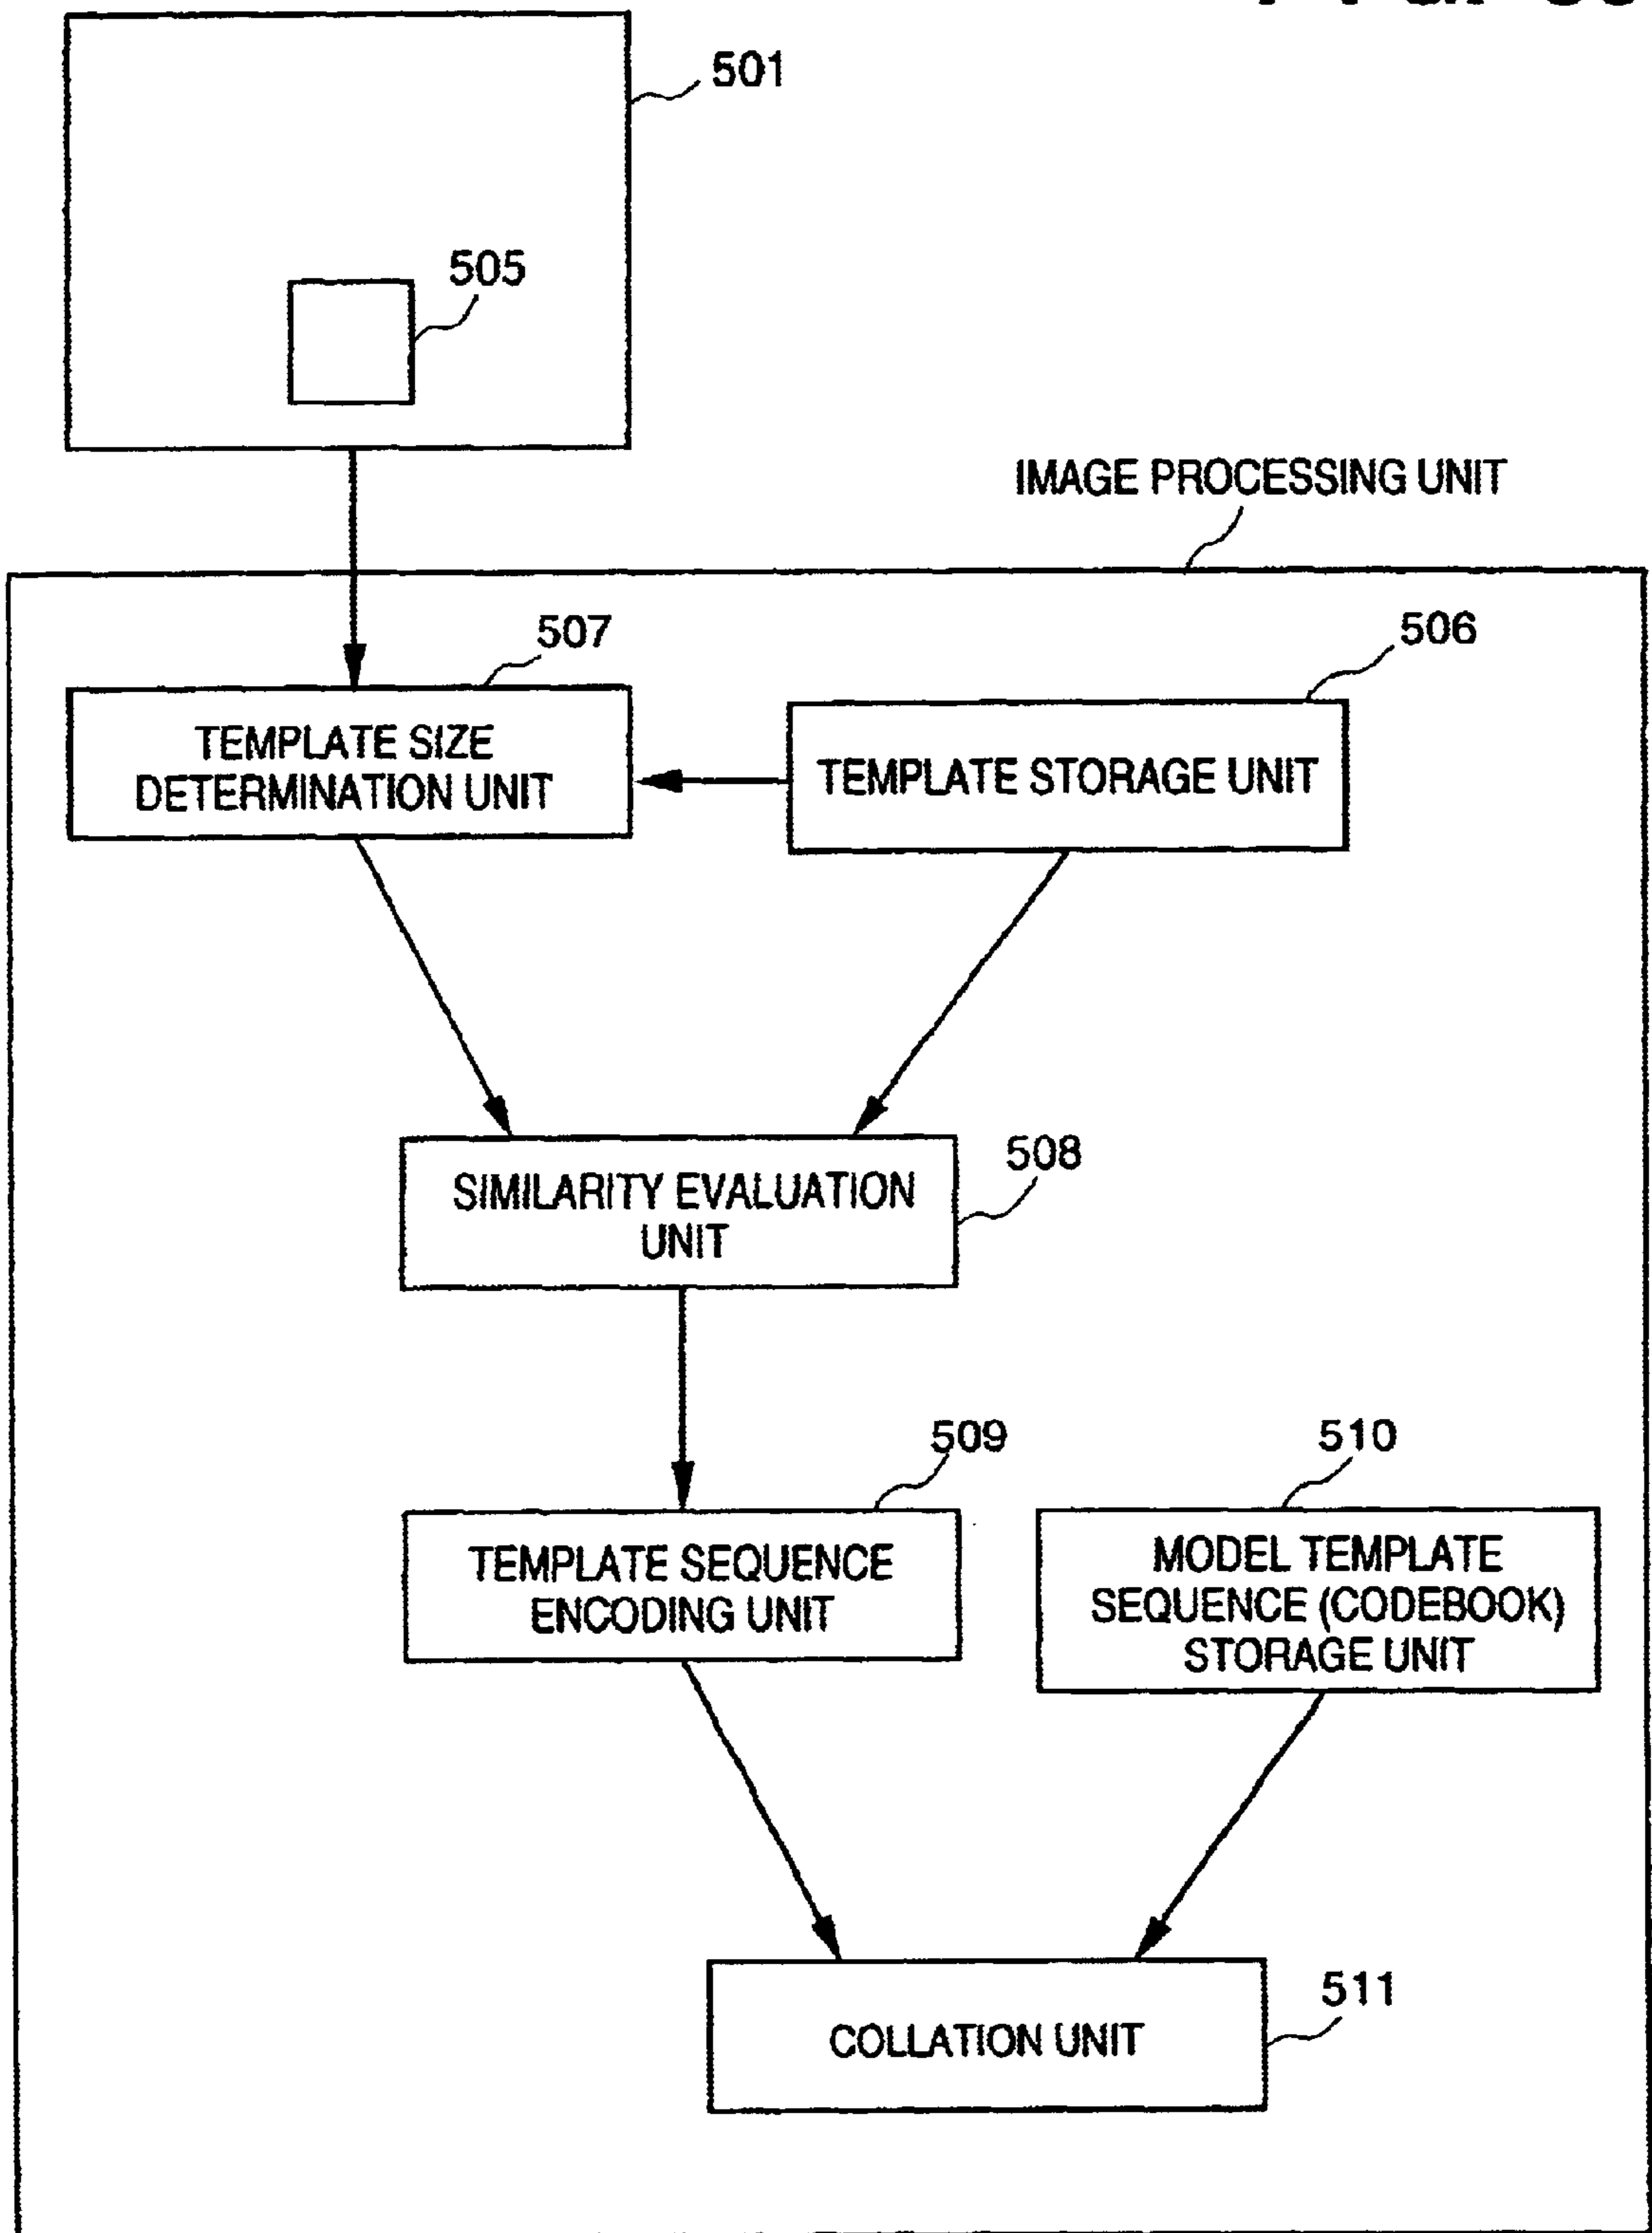 501
505
IMAGE PROCESSING UNIT
507
506
TEMPLATE SIZE
DETERMINATION UNIT
TEMPLATE STORAGE UNIT
508
SIMILARITY EVALUATION
UNIT
509
510
TEMPLATE SEQUENCE
ENCODING UNIT
MODEL TEMPLATE
SEQUENCE (CODEBOOK)
STORAGE UNIT
511
COLLATION UNIT